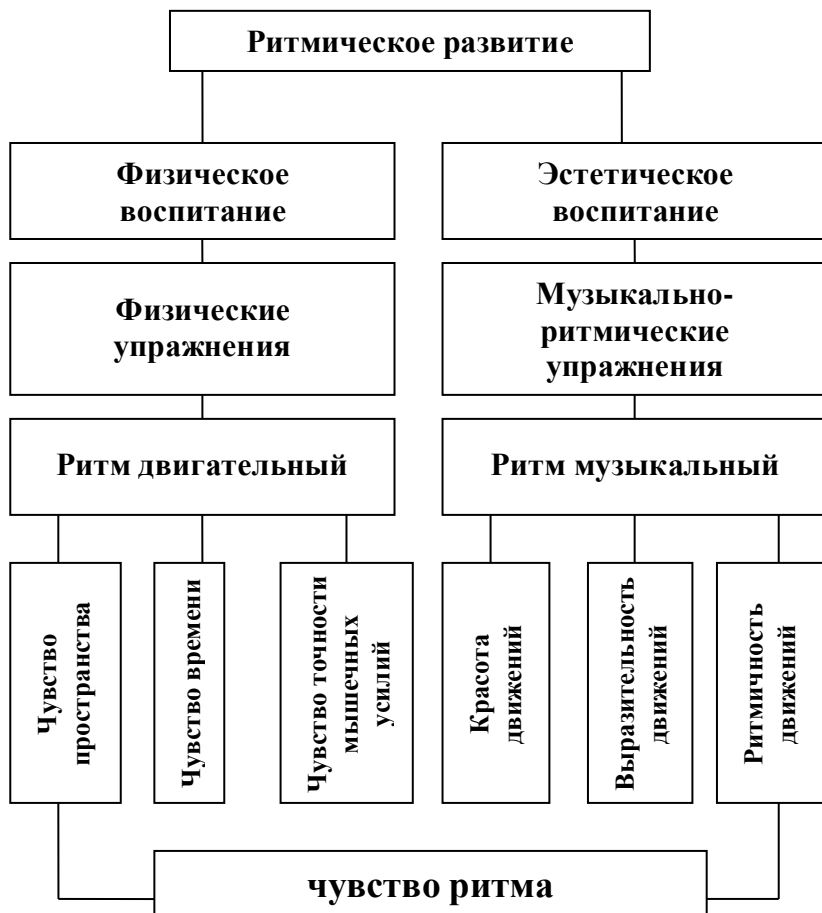 Ритмическое развитие
Физическое
воспитание
Эстетическое
воспитание
Физические
упражнения
Музыкально-
ритмические
упражнения
Ритм двигательный
Ритм музыкальный
Чувство
пространства
Чувство времени
Чувство точности
мышечных
усилий
Красота
движений
Выразительность
движений
Ритмичность
движений
чувство ритма